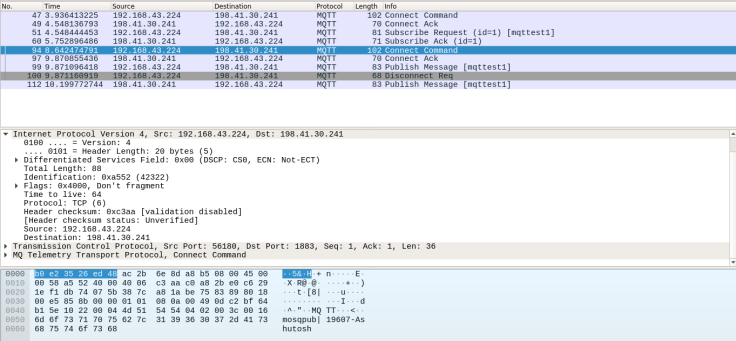 No. Time Source Destination Protocol Length Info
47 3.936413225 192.168.43.224 198.41.30.241 MQTT 102 Connect Command
49 4.548136793 198.41.30.241 192.168.43.224 MQTT 70 Connect Ack
51 4.548444453 192.168.43.224 198.41.30.241 MQTT 81 Subscribe Request (id=1) [mqttest1]
60 5.752896486 198.41.30.241 192.168.43.224 MQTT 71 Subscribe Ack (id=1)
94 8.642474791 192.168.43.224 198.41.30.241 MQTT 102 Connect Command
97 9.870855436 198.41.30.241 192.168.43.224 MQTT 70 Connect Ack
99 9.871096418 192.168.43.224 198.41.30.241 MQTT 83 Publish Message [mqttest1]
100 9.871160919 192.168.43.224 198.41.30.241 MQTT 68 Disconnect Req
112 10.199772744 198.41.30.241 192.168.43.224 MQTT 83 Publish Message [mqttest1]
Internet Protocol Version 4, Src: 192.168.43.224, Dst: 198.41.30.241
0100 .... = Version: 4
.... 0101 = Header Length: 20 bytes (5)
Differentiated Services Field: 0x00 (DSCP: CS0, ECN: Not-ECT)
Total Length: 88
Identification: 0xa552 (42322)
Flags: 0x4000, Don't fragment
Time to live: 64
Protocol: TCP (6)
Header checksum: 0xc3aa [validation disabled]
[Header checksum status: Unverified]
Source: 192.168.43.224
Destination: 198.41.30.241
Transmission Control Protocol, Src Port: 56180, Dst Port: 1883, Seq: 1, Ack: 1, Len: 36
MQ Telemetry Transport Protocol, Connect Command
0000 b0 e2 35 26 ed 48 ac 2b 6e 8d a8 b5 08 00 45 00 ··5&·H·+ n·····E·
0010 00 58 a5 52 40 00 40 06 c3 aa c0 a8 2b e0 c6 29 ·X·R@·@· ····+··)
0020 1e f1 db 74 07 5b 38 7c a8 1a be 75 83 89 80 18 ···t·[8| ···u····
0030 00 e5 85 8b 00 00 01 01 08 0a 00 49 0d c2 bf 64 ········ ···I···d
0040 b1 5e 10 22 00 04 4d 51 54 54 04 02 00 3c 00 16 ·^·"··MQ TT···<··
0050 6d 6f 73 71 70 75 62 7c 31 39 36 30 37 2d 41 73 mosqpub| 19607-As
0060 68 75 74 6f 73 68 hutosh